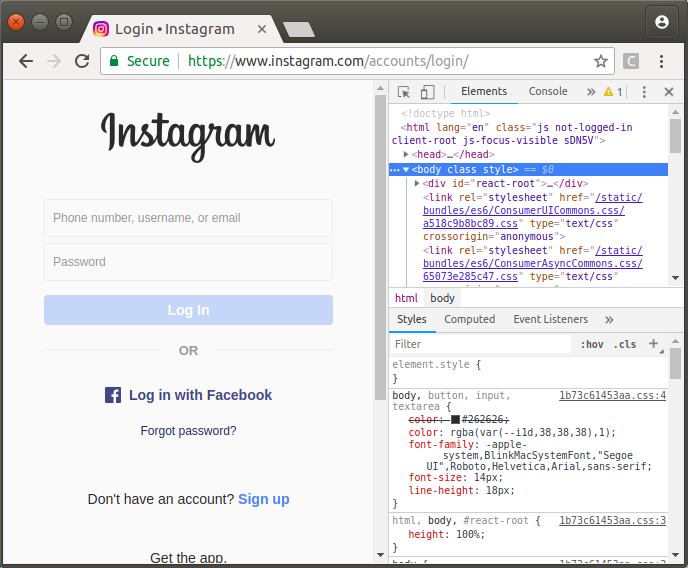 Login • Instagram
Secure
https://www.instagram.com/accounts/login/
C
Instagram
Phone number, username, or email
Password
Log In
OR
Log in with Facebook
Forgot password?
Don't have an account? Sign up
Get the app.
Elements Console » 1
<!doctype html>
<html lang="en" class="js not-logged-in
client-root js-focus-visible sDN5V">
<head>…</head>
<body class style> == $0
<div id="react-root">…</div>
<link rel="stylesheet" href="/static/
bundles/es6/ConsumerUICommons.css/
a518c9b8bc89.css" type="text/css"
crossorigin="anonymous">
<link rel="stylesheet" href="/static/
bundles/es6/ConsumerAsyncCommons.css/
65073e285c47.css" type="text/css"
html body
Styles Computed Event Listeners »
Filter :hov .cls +
element.style {
}
body, button, input, 1b73c61453aa.css:4
textarea {
color: #262626;
color: rgba(var(--i1d,38,38,38),1);
font-family: -apple-
system,BlinkMacSystemFont,"Segoe
UI",Roboto,Helvetica,Arial,sans-serif;
font-size: 14px;
line-height: 18px;
}
html, body, #react-root { 1b73c61453aa.css:3
height: 100%;
}
body { 1b73c61453aa.css:3